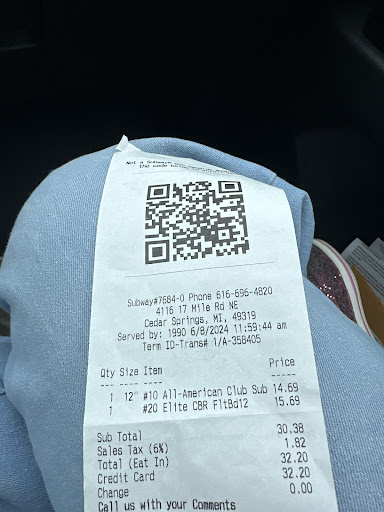 Not a Subway
The code
Subway#7684-0 Phone 616-696-4820
4116 17 Mile Rd NE
Cedar Springs, MI, 49319
Served by: 1990 6/8/2024 11:59:44 am
Term ID-Trans# 1/A-358405
Qty Size Item Price
--- ---- ---- -----
1 12" #10 All-American Club Sub 14.69
1 #20 Elite CBR FltBd12 15.69
Sub Total 30.38
Sales Tax (6%) 1.82
Total (Eat In) 32.20
Credit Card 32.20
Change 0.00
Call us with your Comments